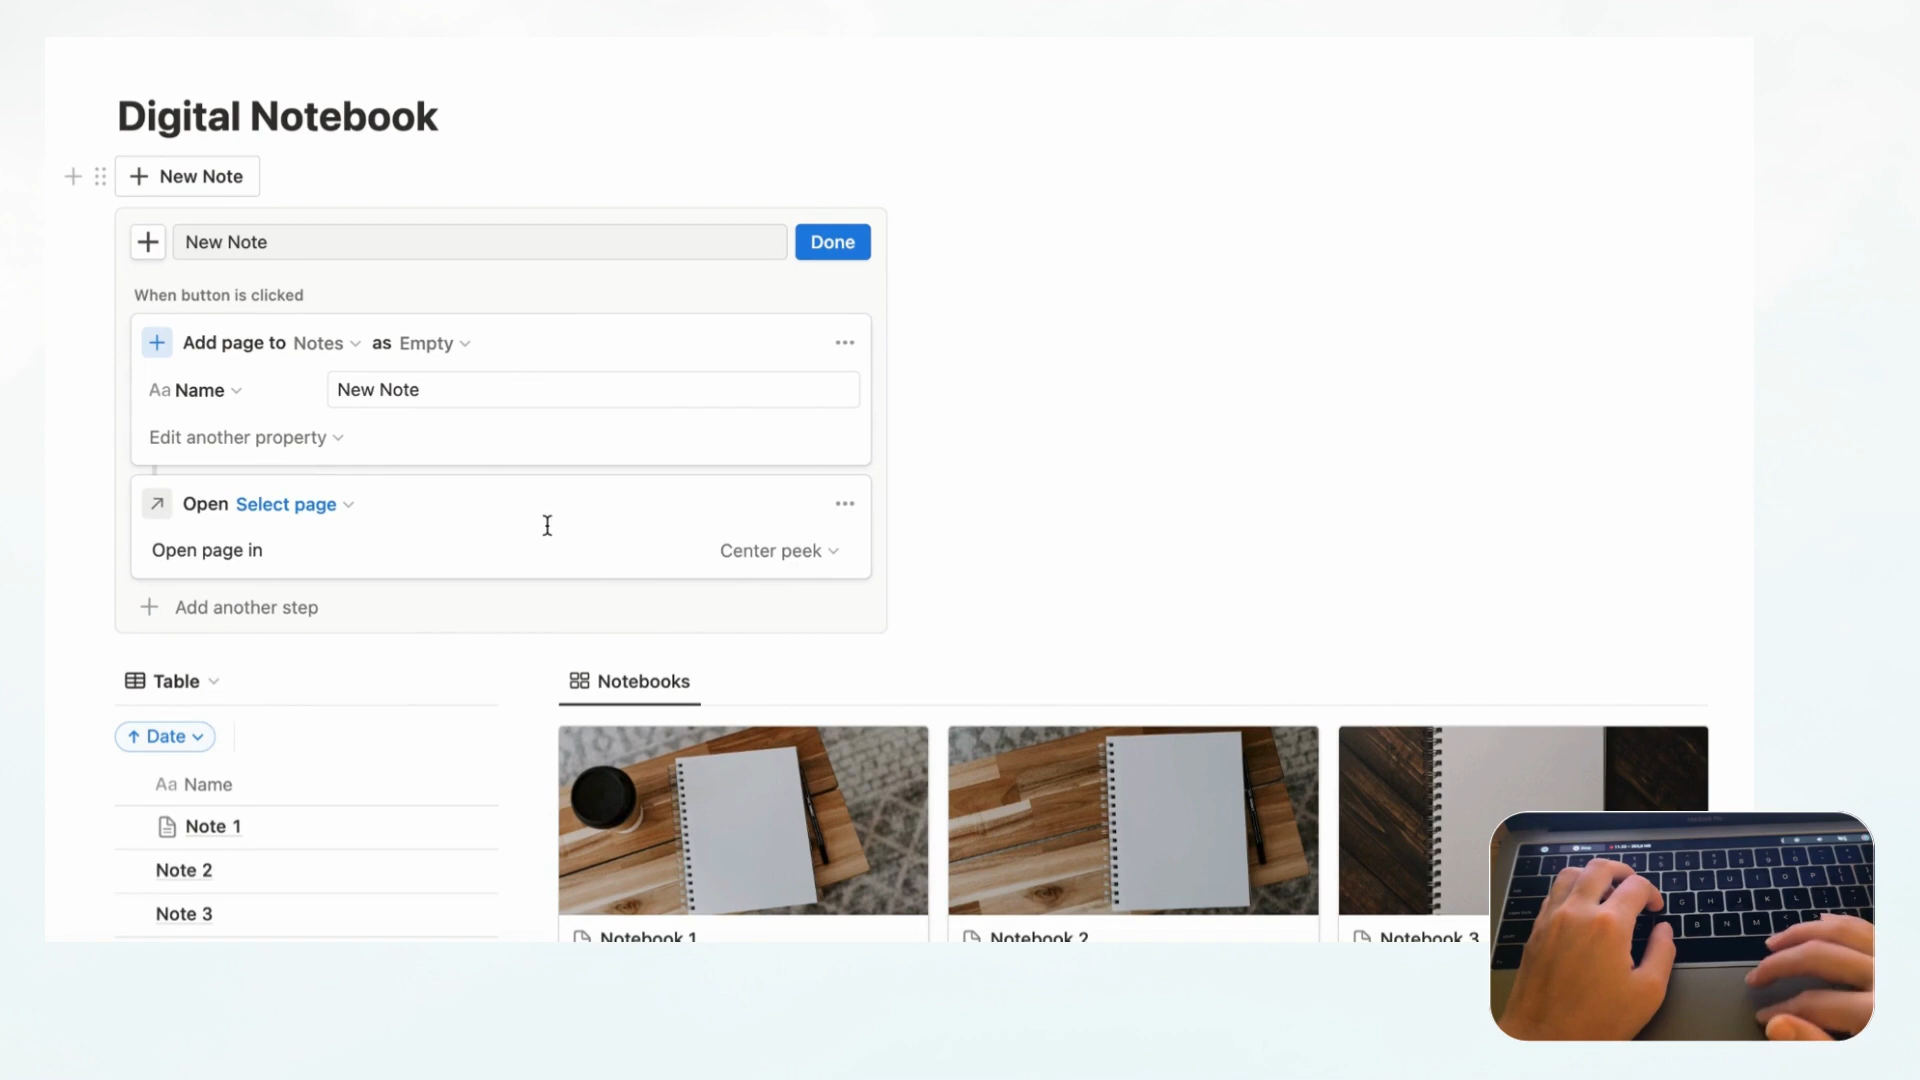 Digital Notebook
New Note
New Note
Done
When button is clicked
Add page to Notes as Empty
Aa Name
New Note
Edit another property
Open Select page
Open page in
Center peek
Add another step
Table
Notebooks
Date
Aa Name
Note 1
Note 2
Note 3
Notebook 1
Notebook 2
Notebook 3